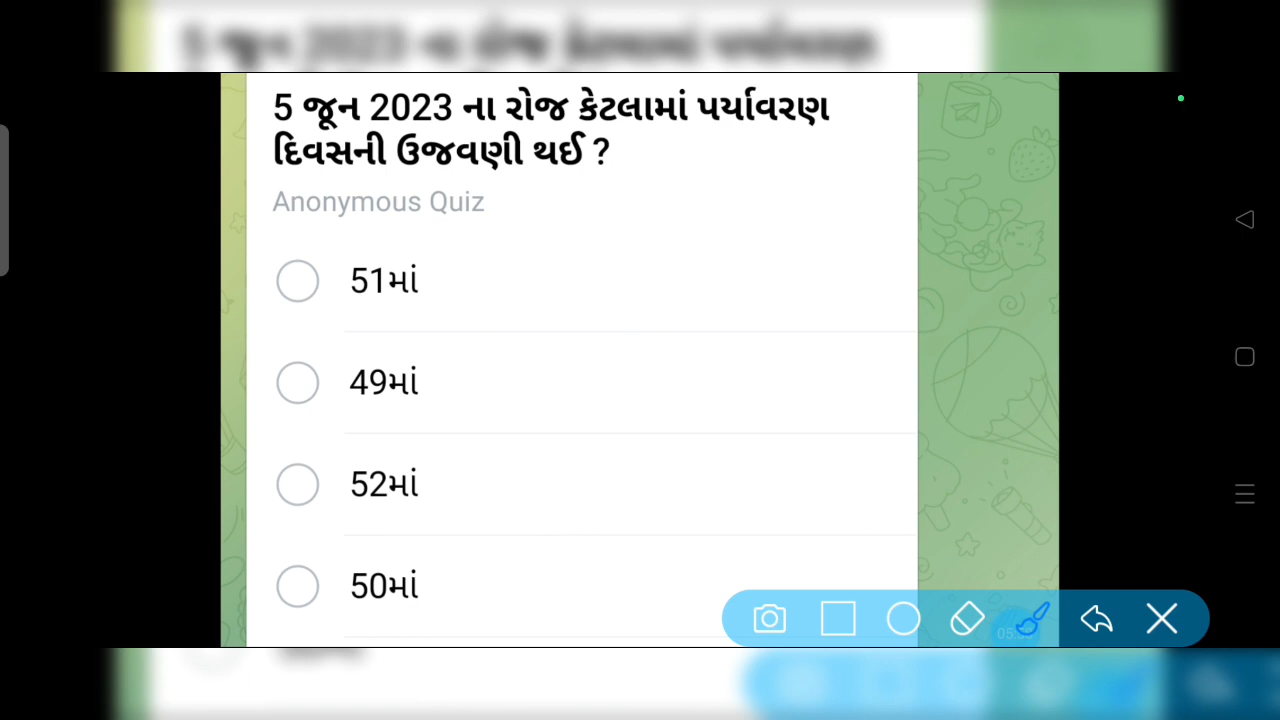 5 જૂન 2023 ના રોજ કેટલામાં પર્યાવરણ
દિવસની ઉજવણી થઈ ?
Anonymous Quiz
51માં
49માં
52માં
50માં